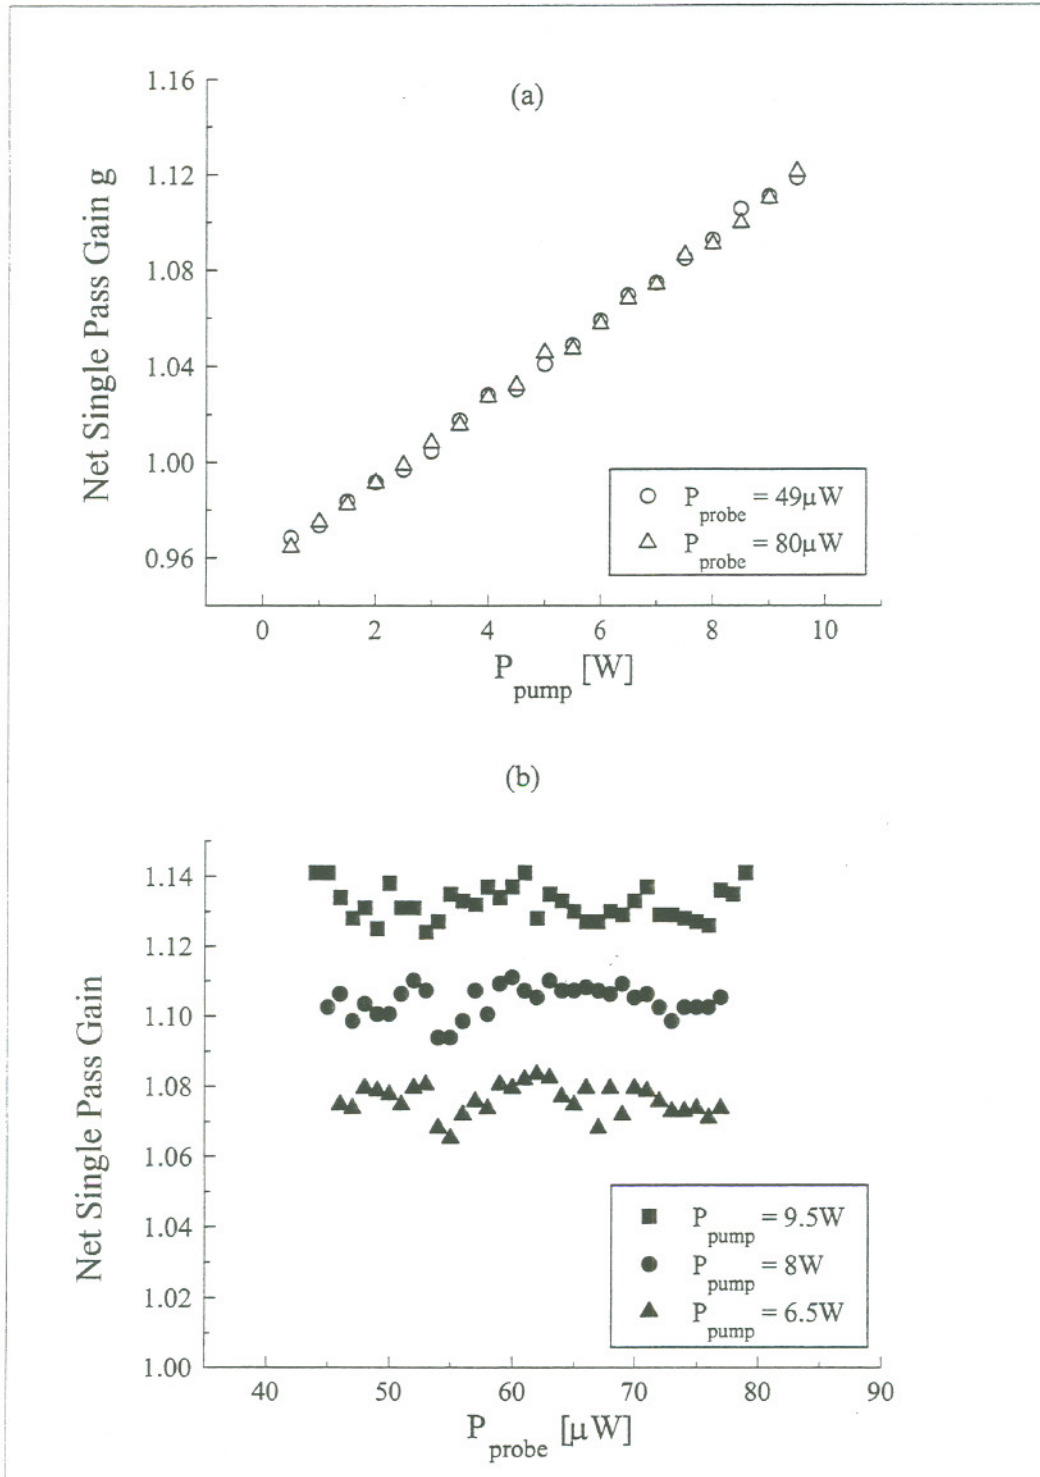 (a)
1.16
1.12
1.08
1.04
1.00
0.96
Net Single Pass Gain g
P_probe = 49μW
P_probe = 80μW
0 2 4 6 8 10
P_pump [W]
(b)
1.14
1.12
1.10
1.08
1.06
1.04
1.02
1.00
Net Single Pass Gain
P_pump = 9.5W
P_pump = 8W
P_pump = 6.5W
40 50 60 70 80 90
P_probe [μW]